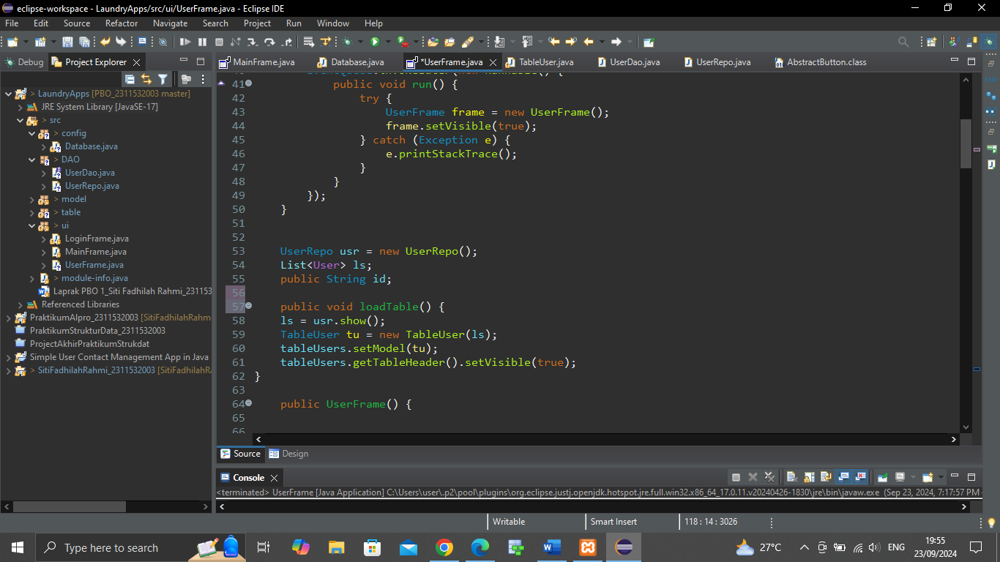 eclipse-workspace - LaundryApps/src/ui/UserFrame.java - Eclipse IDE
File Edit Source Refactor Navigate Search Project Run Window Help
Debug Project Explorer
MainFrame.java Database.java *UserFrame.java TableUser.java UserDao.java UserRepo.java AbstractButton.class
> LaundryApps [PBO_2311532003 master]
JRE System Library [JavaSE-17]
> src
> config
Database.java
> DAO
UserDao.java
UserRepo.java
> model
> table
> ui
LoginFrame.java
MainFrame.java
UserFrame.java
> module-info.java
Laprak PBO 1_Siti Fadhilah Rahmi_231153
Referenced Libraries
PraktikumAlpro_2311532003 [SitiFadhilahRahm
PraktikumStrukturData_2311532003
ProjectAkhirPraktikumStrukdat
Simple User Contact Management App in Java
> SitiFadhilahRahmi_2311532003 [SitiFadhilahRa
41 public void run() {
42 try {
43 UserFrame frame = new UserFrame();
44 frame.setVisible(true);
45 } catch (Exception e) {
46 e.printStackTrace();
47 }
48 }
49 });
50 }
51
52
53 UserRepo usr = new UserRepo();
54 List<User> ls;
55 public String id;
56
57 public void loadTable() {
58 ls = usr.show();
59 TableUser tu = new TableUser(ls);
60 tableUsers.setModel(tu);
61 tableUsers.getTableHeader().setVisible(true);
62 }
63
64 public UserFrame() {
65
66
Source Design
Console
<terminated> UserFrame [Java Application] C:\Users\user\.p2\pool\plugins\org.eclipse.justj.openjdk.hotspot.jre.full.win32.x86_64_17.0.11.v20240426-1830\jre\bin\javaw.exe (Sep 23, 2024, 7:17:57 PM –
Writable Smart Insert 118 : 14 : 3026
Type here to search
27°C
ENG
19:55
23/09/2024